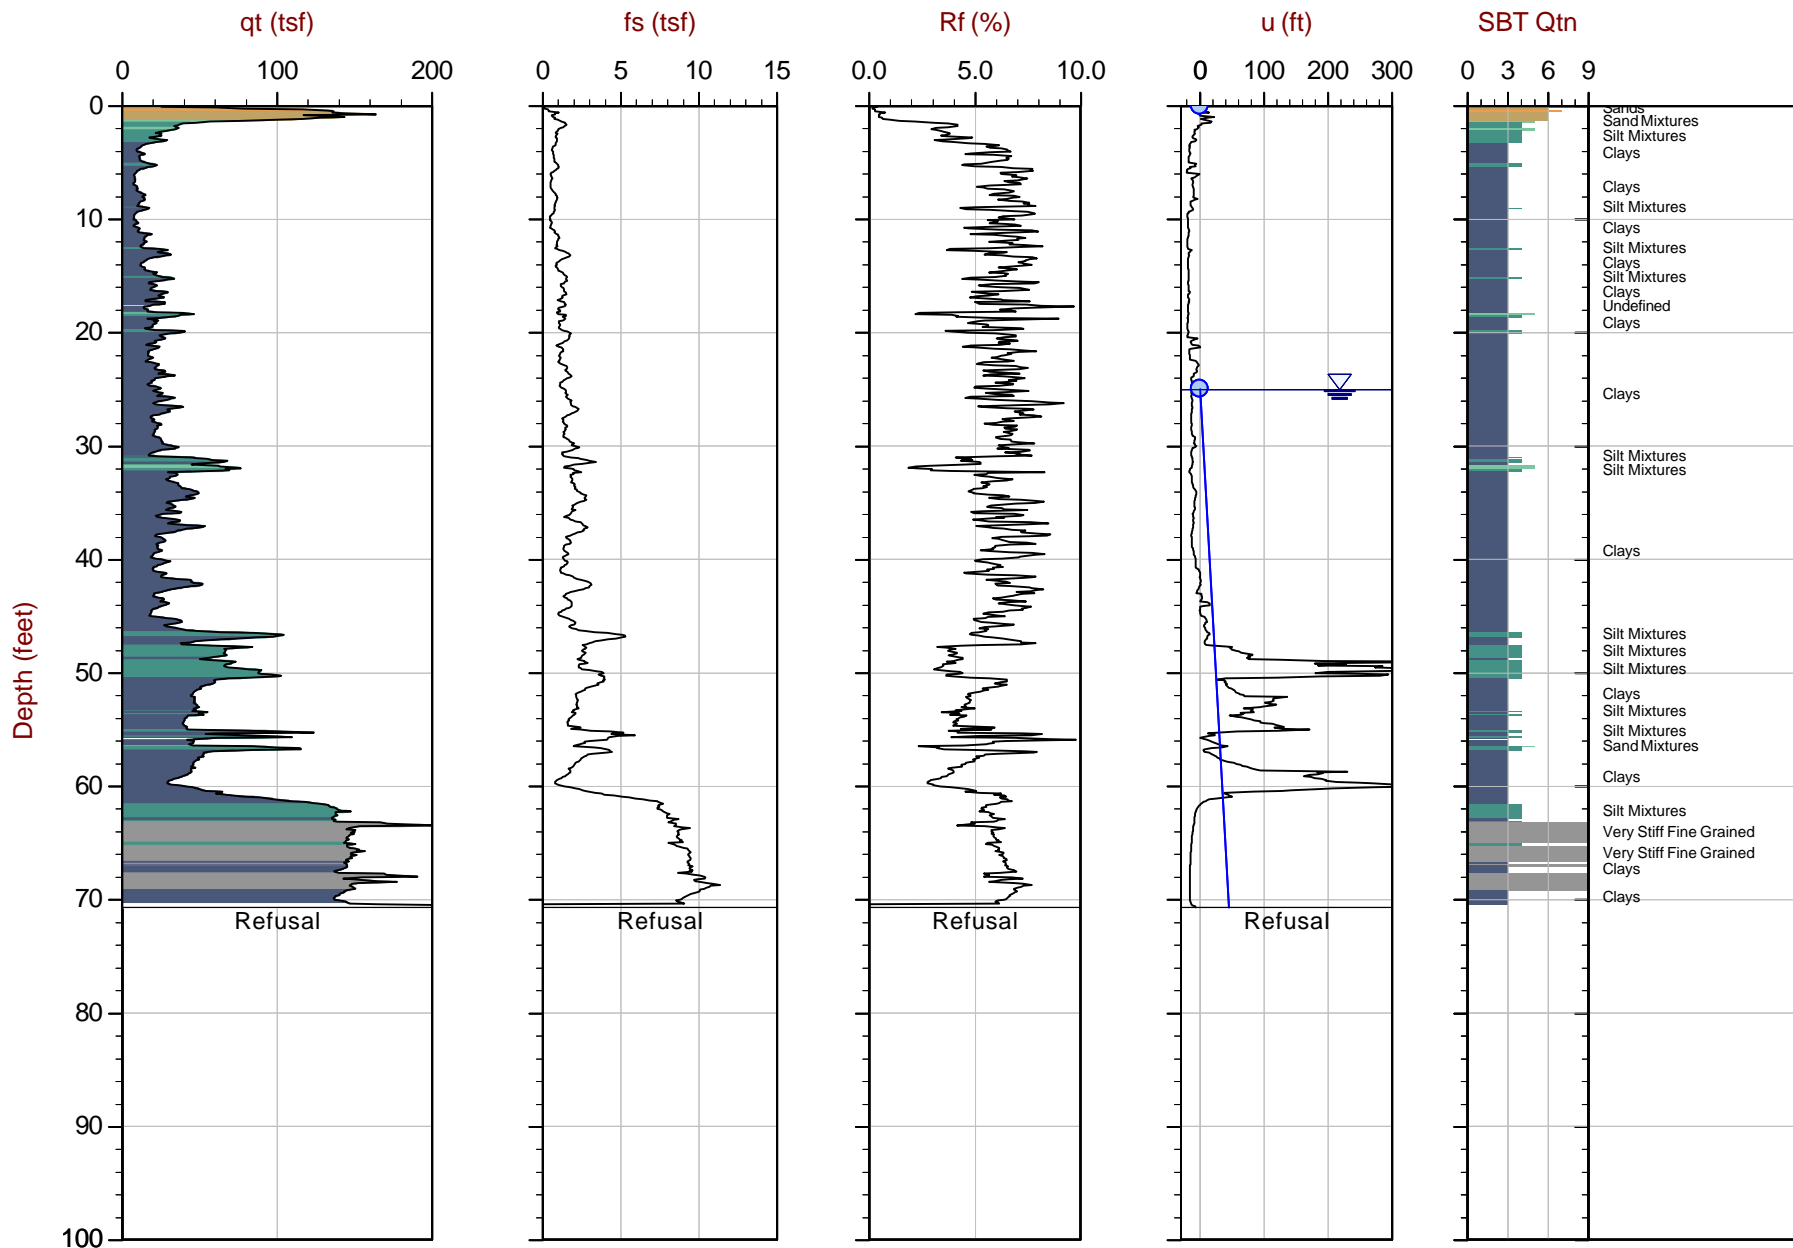 qt (tsf)
fs (tsf)
Rf (%)
u (ft)
SBT Qtn
0 100 200
0 5 10 15
0.0 5.0 10.0
0 100 200 300
0 3 6 9
Depth (feet)
0
10
20
30
40
50
60
70
80
90
100
Sands
Sand Mixtures
Silt Mixtures
Clays
Clays
Silt Mixtures
Clays
Silt Mixtures
Clays
Silt Mixtures
Clays
Undefined
Clays
Clays
Silt Mixtures
Silt Mixtures
Clays
Silt Mixtures
Silt Mixtures
Silt Mixtures
Clays
Silt Mixtures
Silt Mixtures
Sand Mixtures
Clays
Silt Mixtures
Very Stiff Fine Grained
Very Stiff Fine Grained
Clays
Clays
Refusal
Refusal
Refusal
Refusal